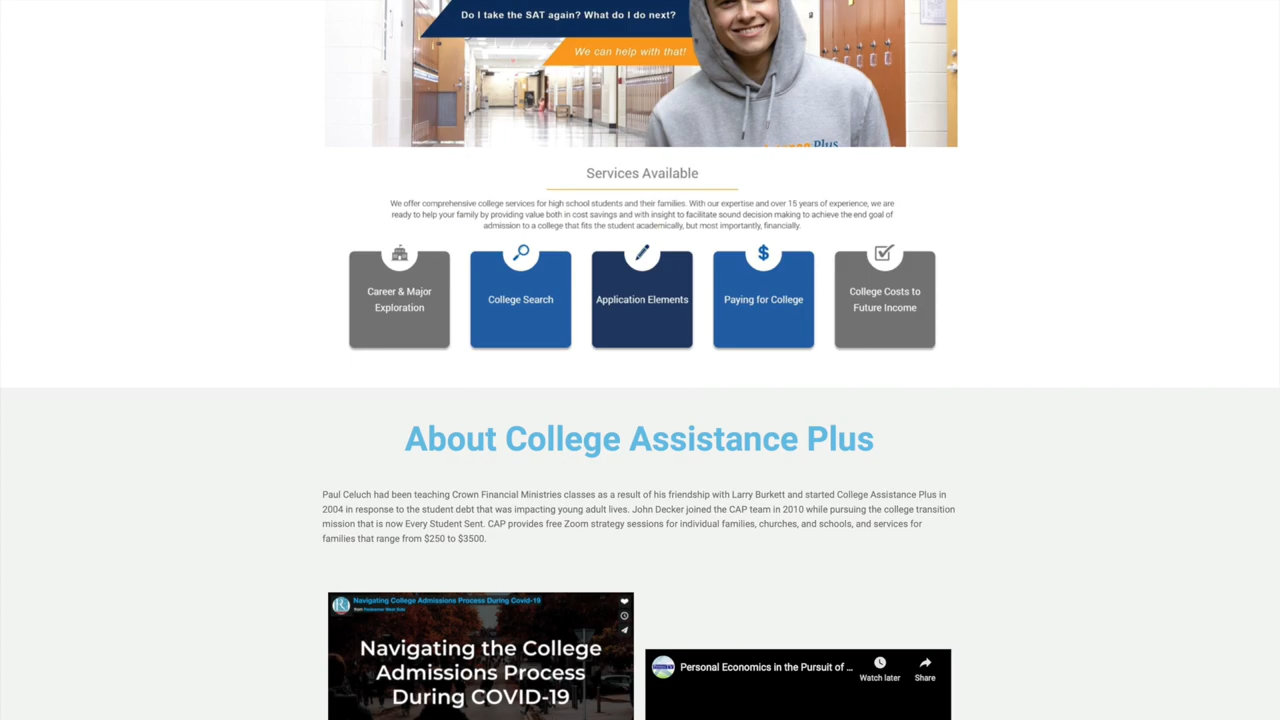 Do I take the SAT again? What do I do next?
We can help with that!
Plus
Services Available
We offer comprehensive college services for high school students and their families. With our expertise and over 15 years of experience, we are
ready to help your family by providing value both in cost savings and with insight to facilitate sound decision making to achieve the end goal of
admission to a college that fits the student academically, but most importantly, financially.
Career & Major
Exploration
College Search
Application Elements
Paying for College
College Costs to
Future Income
About College Assistance Plus
Paul Celuch had been teaching Crown Financial Ministries classes as a result of his friendship with Larry Burkett and started College Assistance Plus in
2004 in response to the student debt that was impacting young adult lives. John Decker joined the CAP team in 2010 while pursuing the college transition
mission that is now Every Student Sent. CAP provides free Zoom strategy sessions for individual families, churches, and schools, and services for
families that range from $250 to $3500.
Navigating College Admissions Process During Covid-19
from Redeemer West Side
Navigating the College
Admissions Process
During COVID-19
Personal Economics in the Pursuit of ...
Watch later
Share